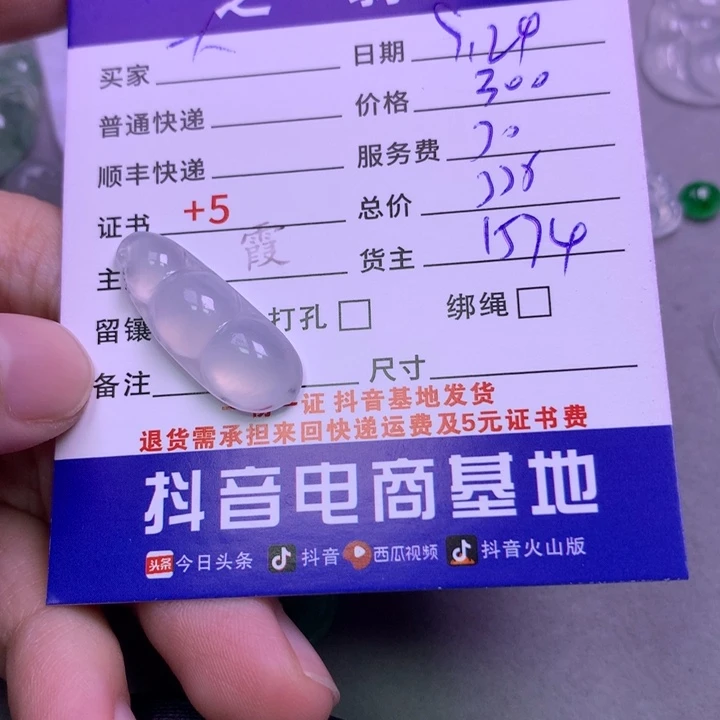 买家 日期 5.24
普通快递 价格 300
顺丰快递 服务费
证书 +5 总价
主 霞 货主 1574
留镶 打孔 绑绳
备注 尺寸
一证 抖音基地发货
退货需承担来回快递运费及5元证书费
抖音电商基地
头条 今日头条 抖音 西瓜视频 抖音火山版